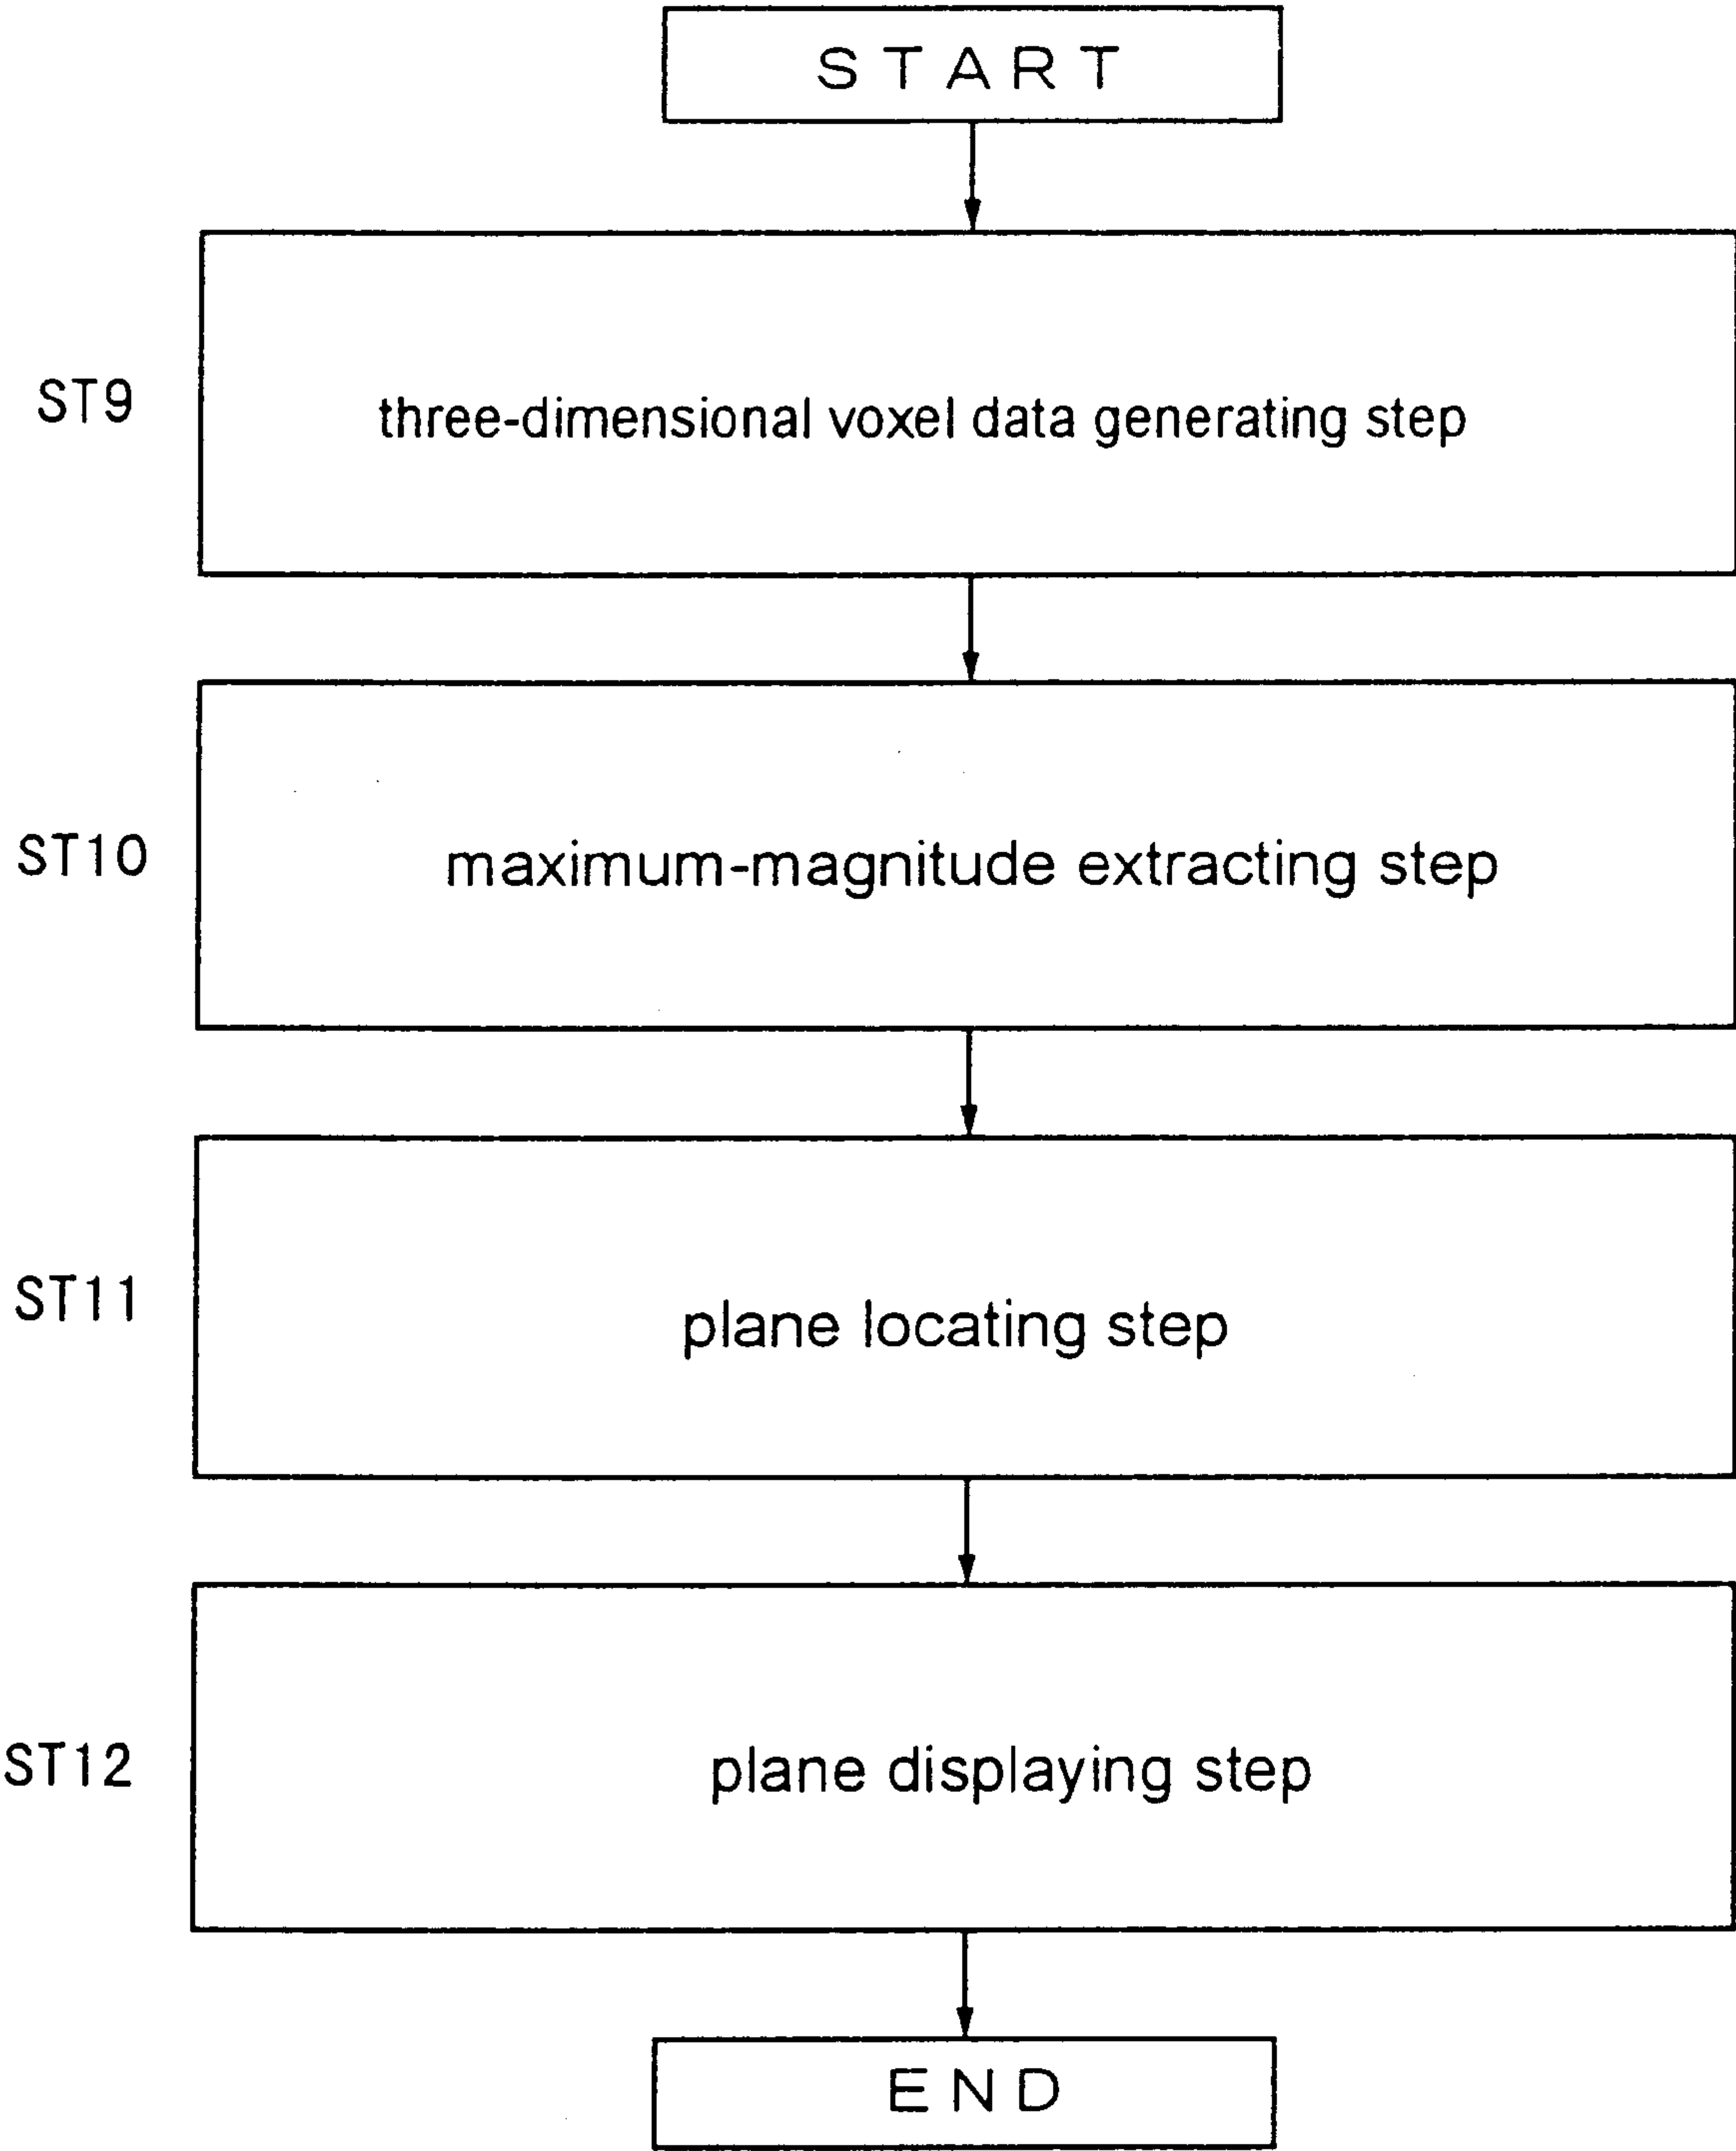 START
ST9
three-dimensional voxel data generating step
ST10
maximum-magnitude extracting step
ST11
plane locating step
ST12
plane displaying step
END